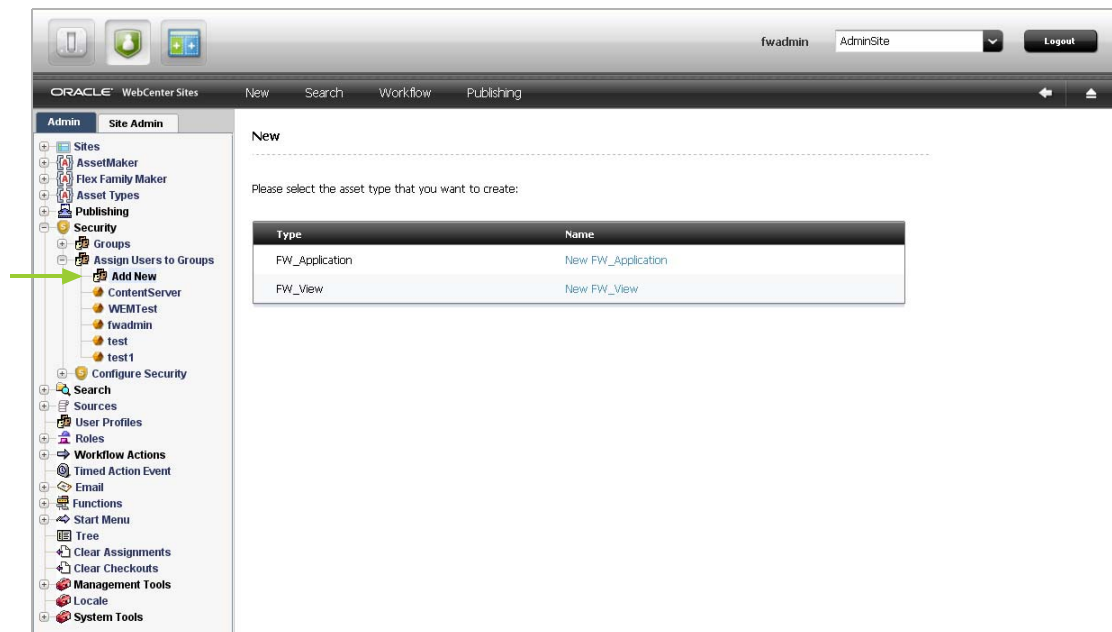 fwadmin AdminSite Logout
ORACLE WebCenter Sites New Search Workflow Publishing
Admin Site Admin
Sites
AssetMaker
Flex Family Maker
Asset Types
Publishing
Security
Groups
Assign Users to Groups
Add New
ContentServer
WEMTest
fwadmin
test
test1
Configure Security
Search
Sources
User Profiles
Roles
Workflow Actions
Timed Action Event
Email
Functions
Start Menu
Tree
Clear Assignments
Clear Checkouts
Management Tools
Locale
System Tools
New
Please select the asset type that you want to create:
Type Name
FW_Application New FW_Application
FW_View New FW_View